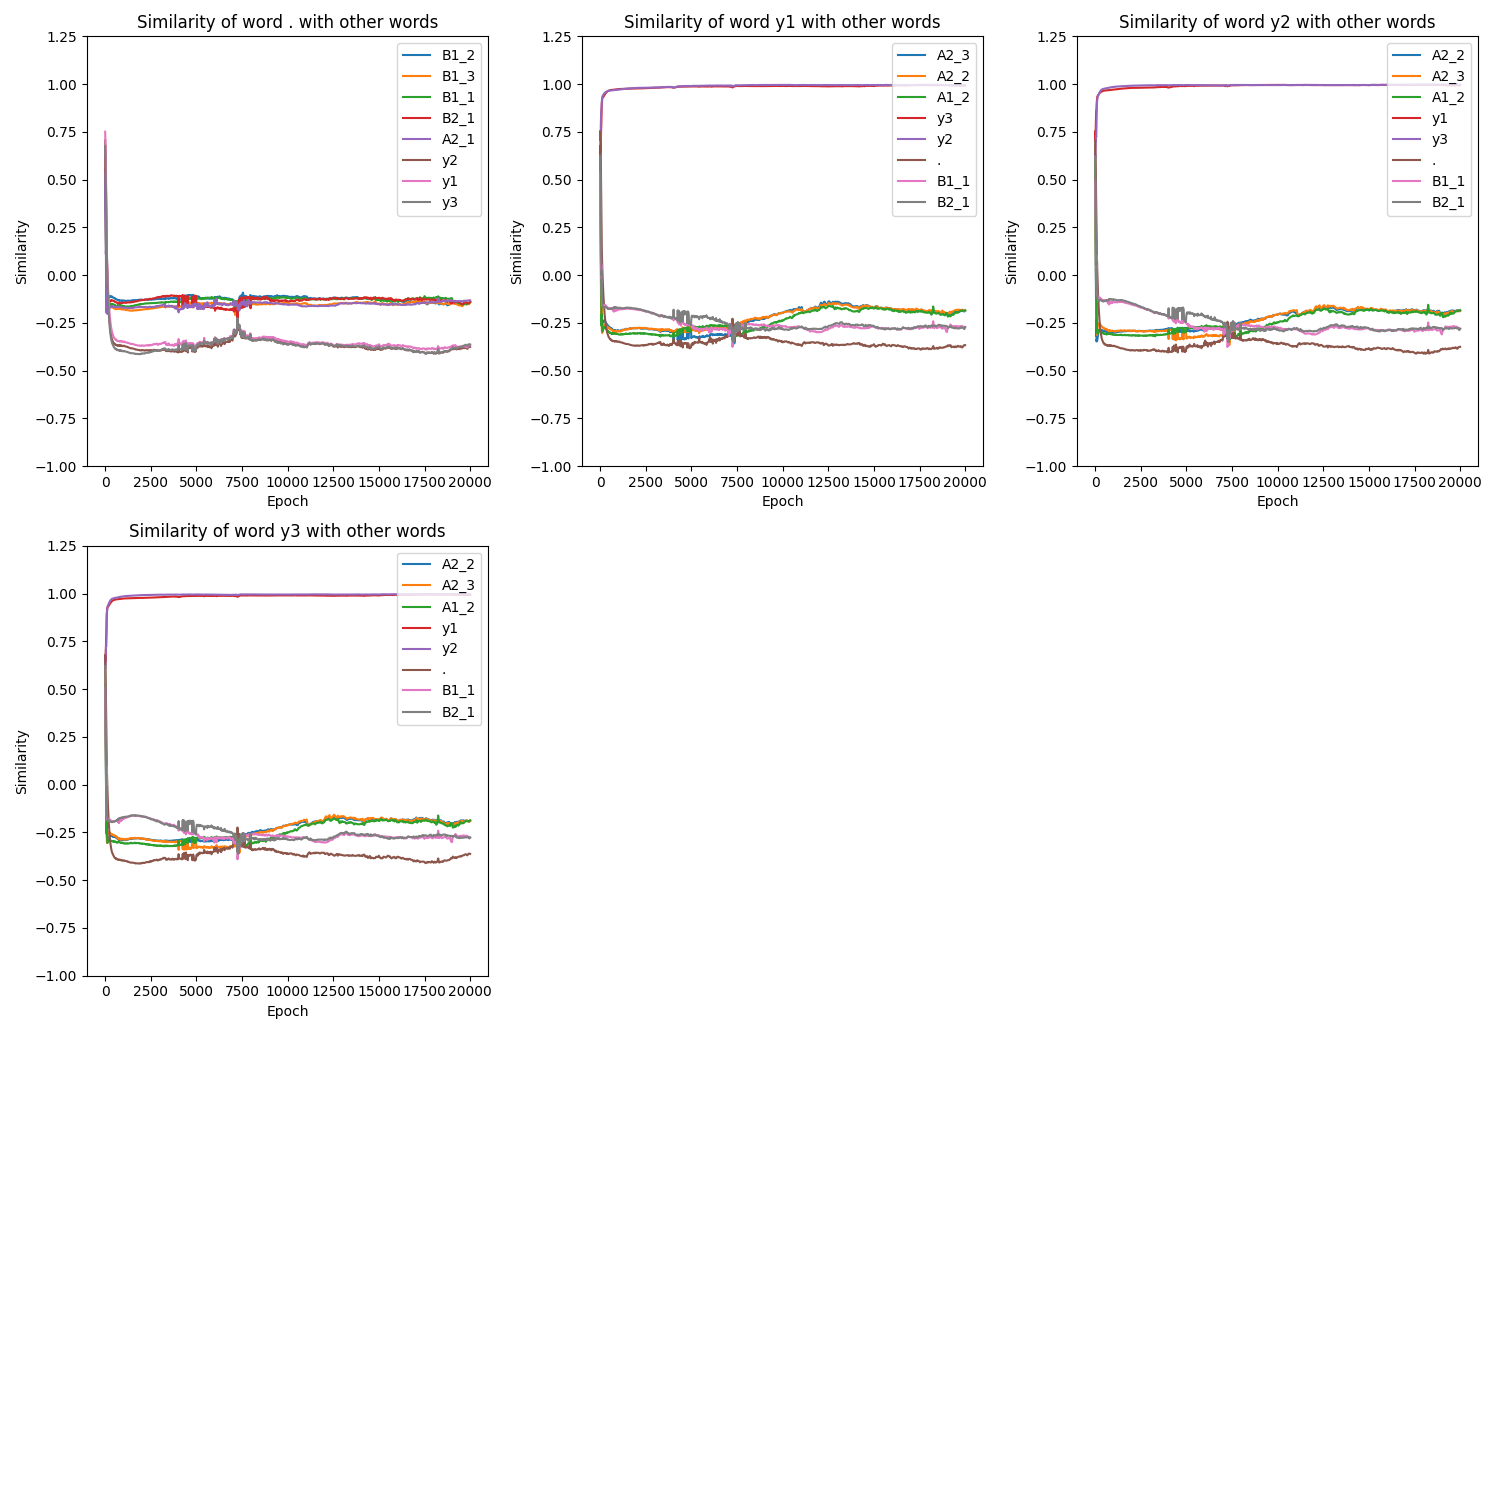 Similarity of word . with other words
1.25
1.00
0.75
0.50
0.25
0.00
−0.25
−0.50
−0.75
−1.00
Similarity
0 2500 5000 7500 10000 12500 15000 17500 20000
Epoch
B1_2
B1_3
B1_1
B2_1
A2_1
y2
y1
y3
Similarity of word y1 with other words
1.25
1.00
0.75
0.50
0.25
0.00
−0.25
−0.50
−0.75
−1.00
Similarity
0 2500 5000 7500 10000 12500 15000 17500 20000
Epoch
A2_3
A2_2
A1_2
y3
y2
.
B1_1
B2_1
Similarity of word y2 with other words
1.25
1.00
0.75
0.50
0.25
0.00
−0.25
−0.50
−0.75
−1.00
Similarity
0 2500 5000 7500 10000 12500 15000 17500 20000
Epoch
A2_2
A2_3
A1_2
y1
y3
.
B1_1
B2_1
Similarity of word y3 with other words
1.25
1.00
0.75
0.50
0.25
0.00
−0.25
−0.50
−0.75
−1.00
Similarity
0 2500 5000 7500 10000 12500 15000 17500 20000
Epoch
A2_2
A2_3
A1_2
y1
y2
.
B1_1
B2_1